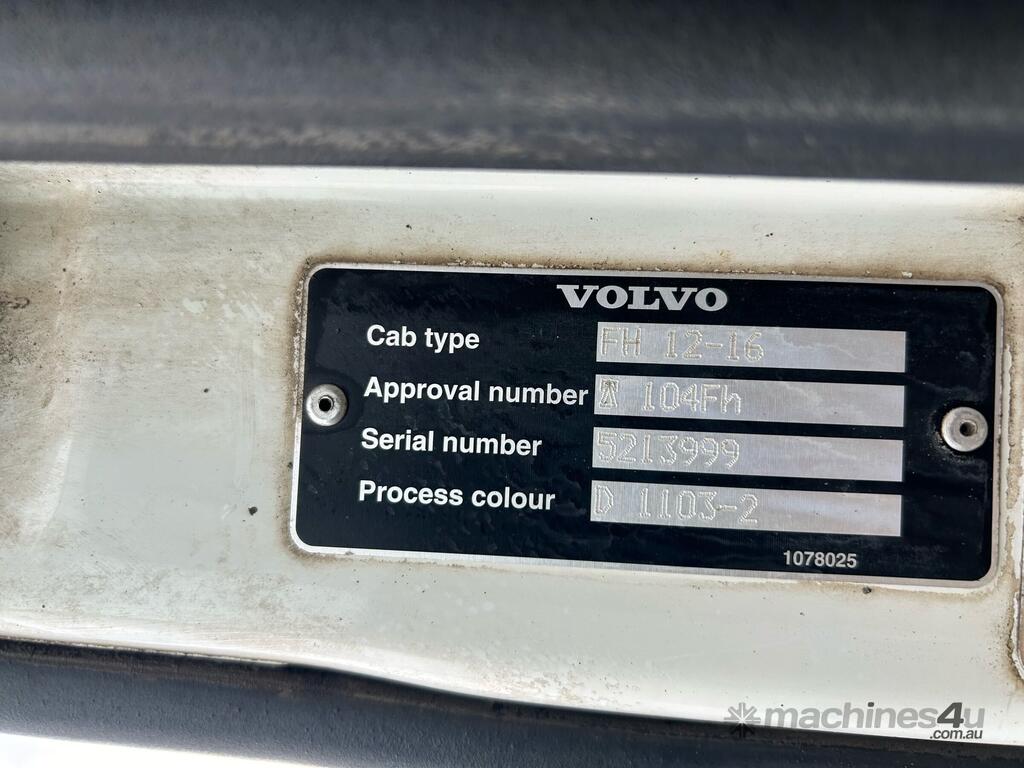 VOLVO
Cab type FH 12-16
Approval number 104Fh
Serial number 5213999
Process colour D 1103-2
1078025
machines4u
.com.au